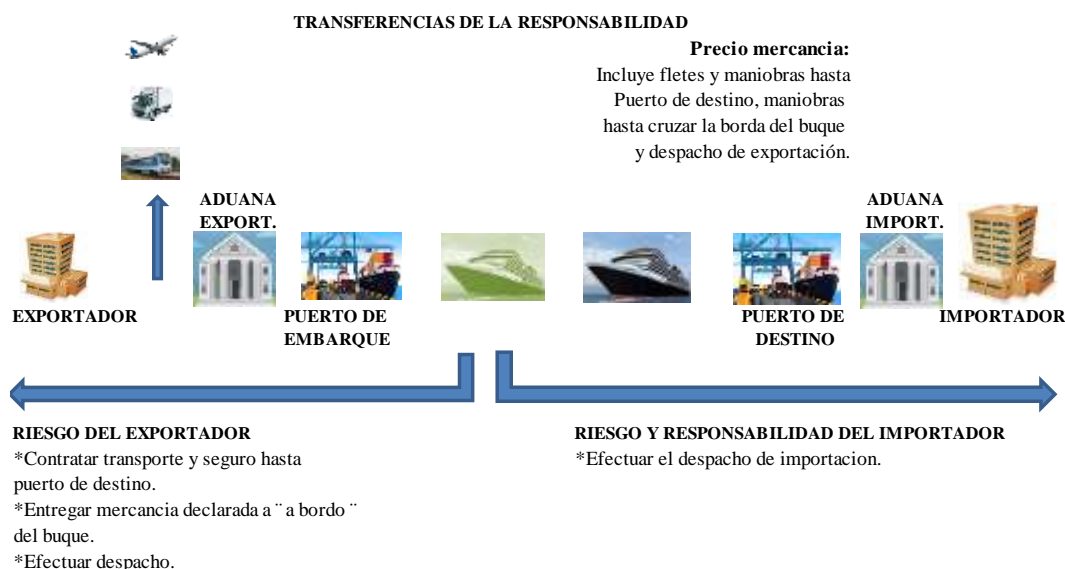 TRANSFERENCIAS DE LA RESPONSABILIDAD
Precio mercancia:
Incluye fletes y maniobras hasta
Puerto de destino, maniobras
hasta cruzar la borda del buque
y despacho de exportación.
ADUANA
EXPORT.
ADUANA
IMPORT.
EXPORTADOR
PUERTO DE
EMBARQUE
PUERTO DE
DESTINO
IMPORTADOR
RIESGO DEL EXPORTADOR
*Contratar transporte y seguro hasta
puerto de destino.
*Entregar mercancia declarada a ¨ a bordo ¨
del buque.
*Efectuar despacho.
RIESGO Y RESPONSABILIDAD DEL IMPORTADOR
*Efectuar el despacho de importacion.